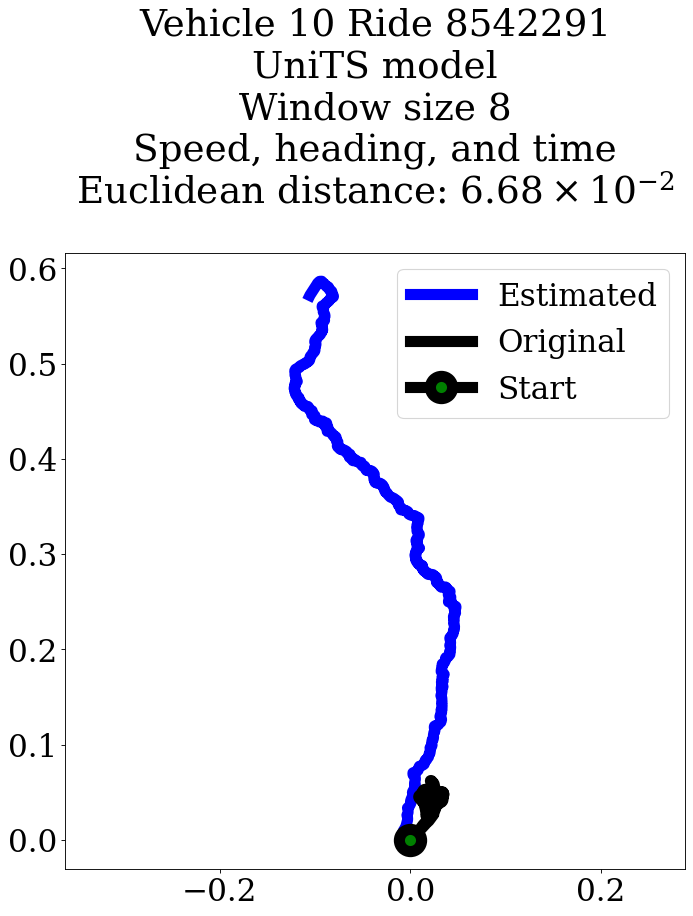 Vehicle 10 Ride 8542291
UniTS model
Window size 8
Speed, heading, and time
Euclidean distance: 6.68 × 10⁻²
Estimated
Original
Start
0.6
0.5
0.4
0.3
0.2
0.1
0.0
−0.2 0.0 0.2